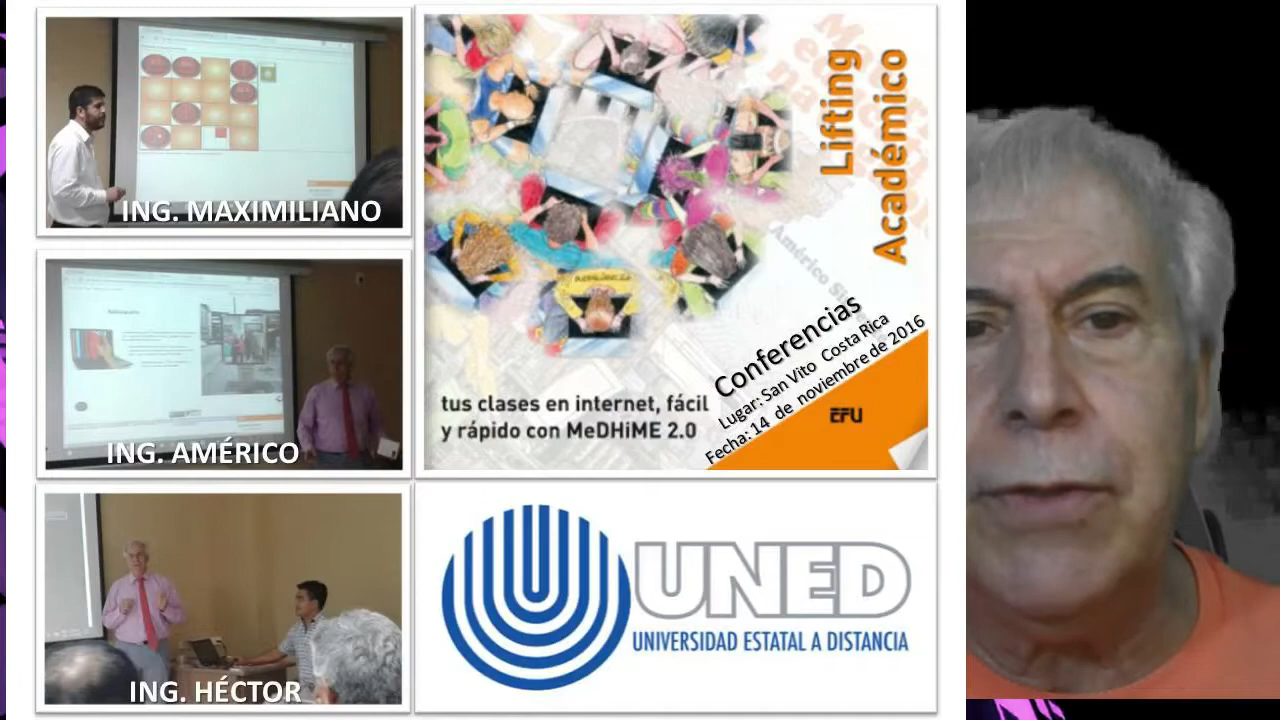 ING. MAXIMILIANO
ING. AMÉRICO
ING. HÉCTOR
Lifting
Académico
Américo
Conferencias
Lugar: San Vito Costa Rica
Fecha: 14 de noviembre de 2016
tus clases en internet, fácil
y rápido con MeDHiME 2.0
EFU
UNED
UNIVERSIDAD ESTATAL A DISTANCIA